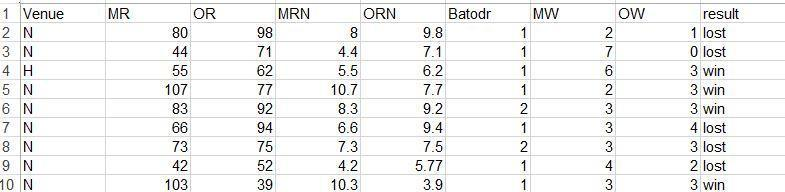 1 Venue MR OR MRN ORN Batodr MW OW result
2 N 80 98 8 9.8 1 2 1 lost
3 N 44 71 4.4 7.1 1 7 0 lost
4 H 55 62 5.5 6.2 1 6 3 win
5 N 107 77 10.7 7.7 1 2 3 win
6 N 83 92 8.3 9.2 2 3 3 win
7 N 66 94 6.6 9.4 1 3 4 lost
8 N 73 75 7.3 7.5 2 3 3 lost
9 N 42 52 4.2 5.77 1 4 2 lost
10 N 103 39 10.3 3.9 1 3 3 win